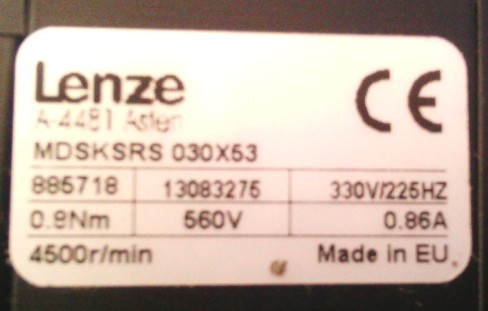 Lenze
CE
A-4481 Asten
MDSKSRS 030X53
885718 13083275 330V/225HZ
0.8Nm 560V 0.86A
4500r/min Made in EU